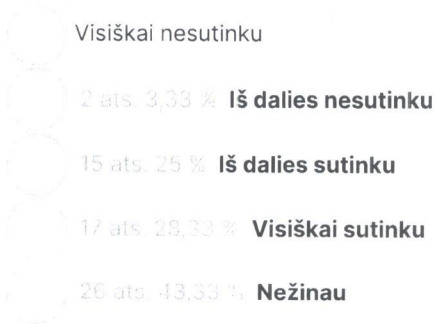 Visiškai nesutinku
2 ats. 3,33 % Iš dalies nesutinku
15 ats. 25 % Iš dalies sutinku
17 ats. 28,33 % Visiškai sutinku
26 ats. 43,33 % Nežinau